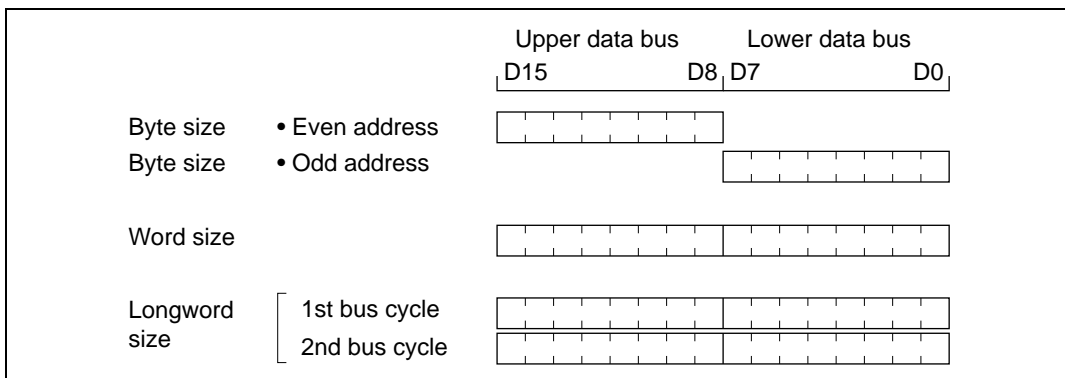 Upper data bus Lower data bus
D15 D8 D7 D0
Byte size • Even address
Byte size • Odd address
Word size
Longword size
1st bus cycle
2nd bus cycle